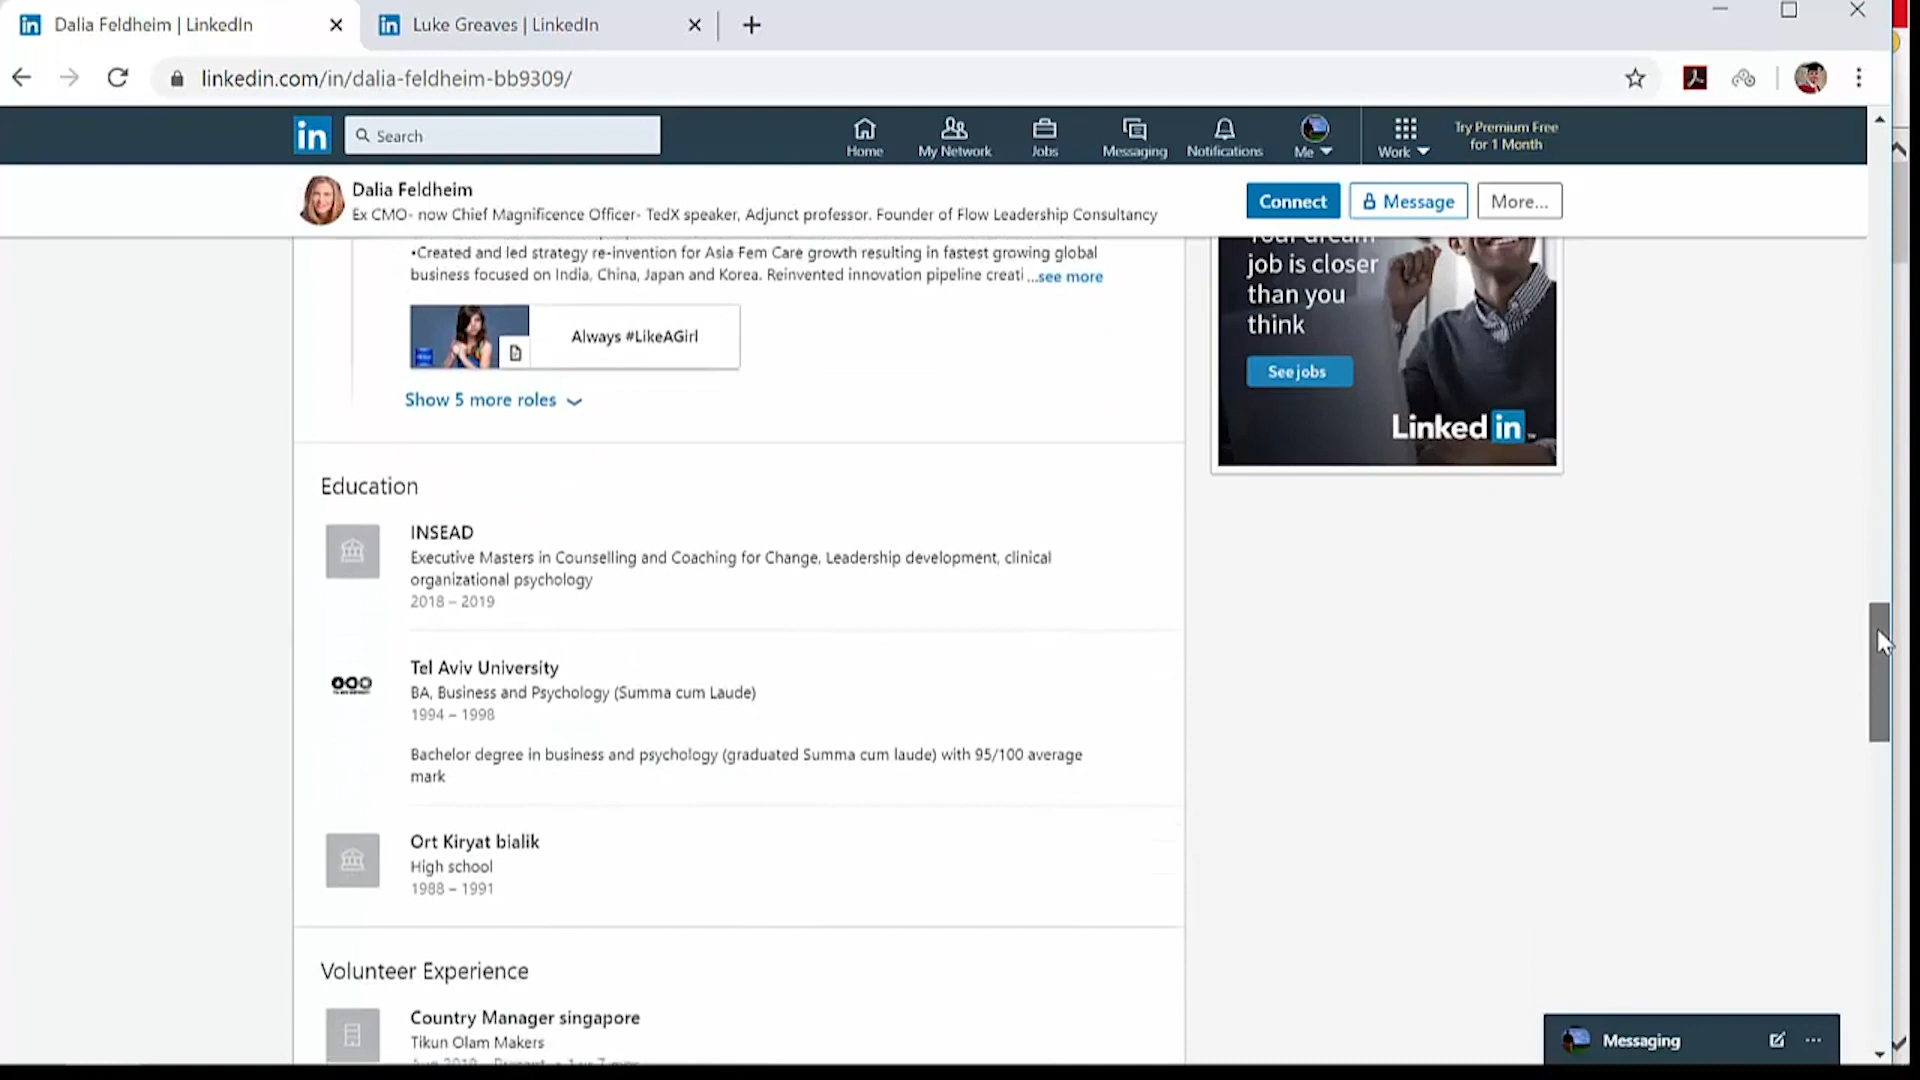 Dalia Feldheim | LinkedIn
Luke Greaves | LinkedIn
linkedin.com/in/dalia-feldheim-bb9309/
in
Search
Home
My Network
Jobs
Messaging
Notifications
Me
Work
Try Premium Free
for 1 Month
Dalia Feldheim
Ex CMO- now Chief Magnificence Officer- TedX speaker, Adjunct professor. Founder of Flow Leadership Consultancy
Connect
Message
More...
•Created and led strategy re-invention for Asia Fem Care growth resulting in fastest growing global
business focused on India, China, Japan and Korea. Reinvented innovation pipeline creati ...see more
Always #LikeAGirl
Show 5 more roles
Your dream
job is closer
than you
think
See jobs
Linked in
Education
INSEAD
Executive Masters in Counselling and Coaching for Change, Leadership development, clinical
organizational psychology
2018 – 2019
Tel Aviv University
BA, Business and Psychology (Summa cum Laude)
1994 – 1998
Bachelor degree in business and psychology (graduated Summa cum laude) with 95/100 average
mark
Ort Kiryat bialik
High school
1988 – 1991
Volunteer Experience
Country Manager singapore
Tikun Olam Makers
Messaging